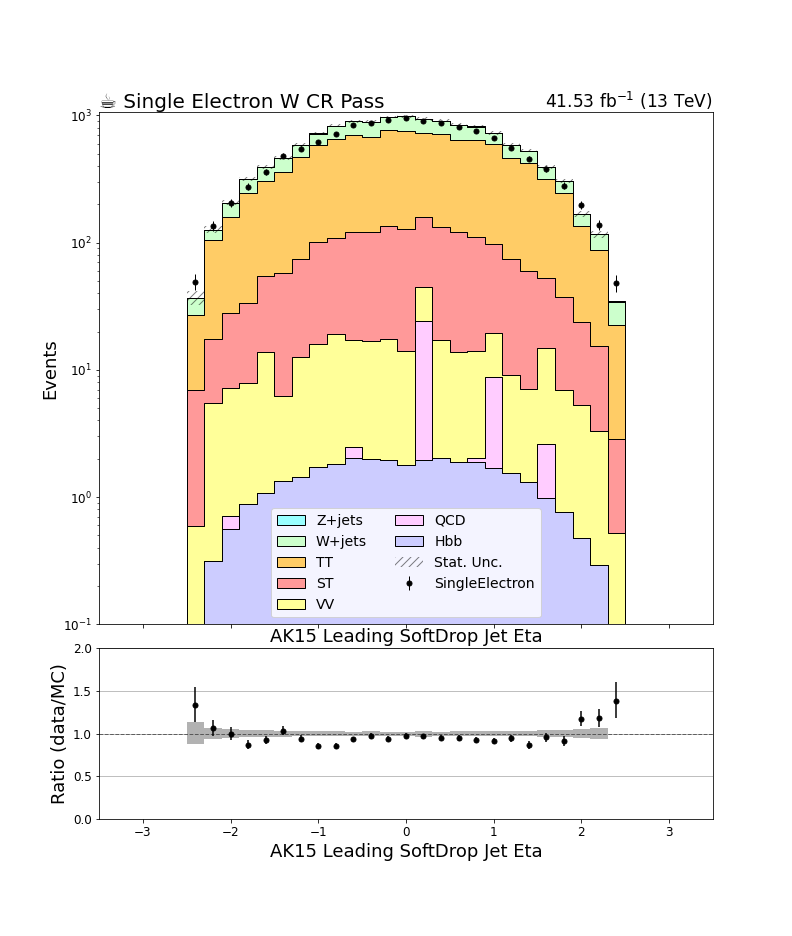 ☕ Single Electron W CR Pass 41.53 fb⁻¹ (13 TeV)
10³
10²
10¹
10⁰
10⁻¹
Events
Z+jets
W+jets
TT
ST
VV
QCD
Hbb
Stat. Unc.
SingleElectron
AK15 Leading SoftDrop Jet Eta
2.0
1.5
1.0
0.5
0.0
Ratio (data/MC)
−3 −2 −1 0 1 2 3
AK15 Leading SoftDrop Jet Eta